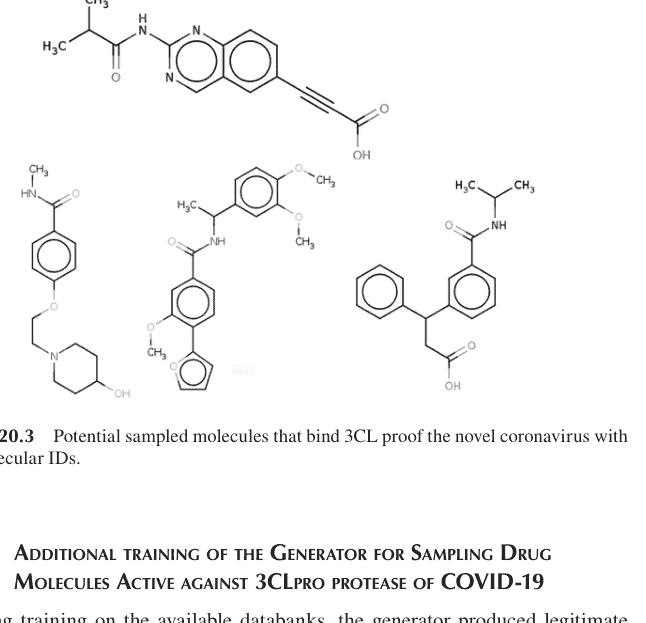 CH₃
H
H₃C N N
O N
O
OH
CH₃
HN O
O CH₃
H₃C O
O NH CH₃
H₃C CH₃
O NH
O
O
CH₃
N O
OH
O
OH
20.3 Potential sampled molecules that bind 3CL proof the novel coronavirus with
ecular IDs.
ADDITIONAL TRAINING OF THE GENERATOR FOR SAMPLING DRUG
MOLECULES ACTIVE AGAINST 3CLPRO PROTEASE OF COVID-19
ng training on the available databanks, the generator produced legitimate